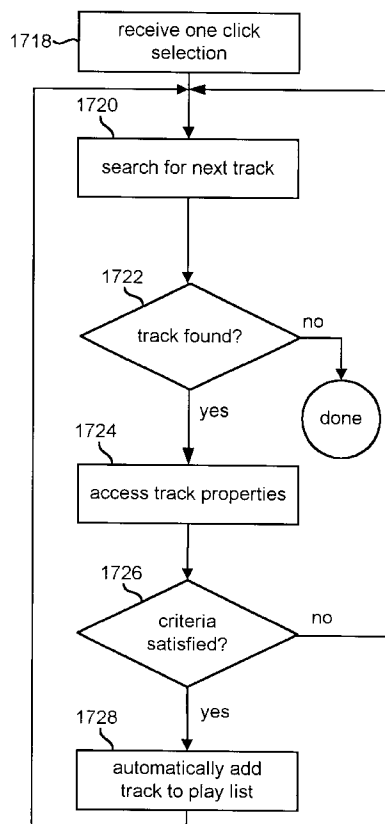 1718
receive one click
selection
1720
search for next track
1722
track found?
no
yes
done
1724
access track properties
1726
criteria
satisfied?
no
yes
1728
automatically add
track to play list